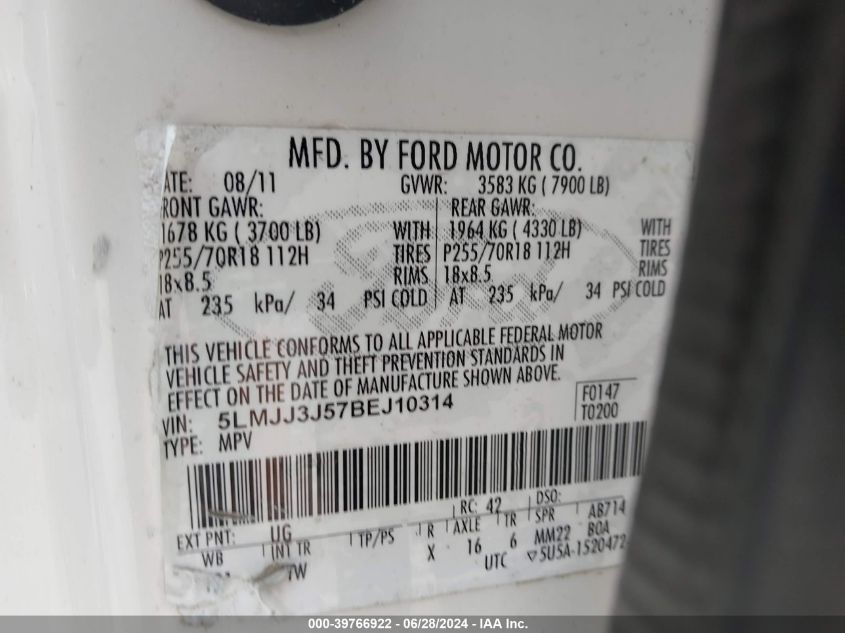 MFD. BY FORD MOTOR CO.
ATE: 08/11 GVWR: 3583 KG ( 7900 LB)
RONT GAWR: REAR GAWR:
1678 KG ( 3700 LB) WITH 1964 KG ( 4330 LB) WITH
P255/70R18 112H TIRES P255/70R18 112H TIRES
18x8.5 RIMS 18x8.5 RIMS
AT 235 kPa/ 34 PSI COLD AT 235 kPa/ 34 PSI COLD
THIS VEHICLE CONFORMS TO ALL APPLICABLE FEDERAL MOTOR
VEHICLE SAFETY AND THEFT PREVENTION STANDARDS IN
EFFECT ON THE DATE OF MANUFACTURE SHOWN ABOVE.
VIN: 5LMJJ3J57BEJ10314 F0147
TYPE: MPV T0200
EXT PNT: UG RC: 42 DSO:
WB INT TR TP/PS R AXLE TR SPR AB714
W X 16 6 MM22 BOA
UTC 5U5A-1520472
000-39766922 / 06/28/2024 - IAA Inc.